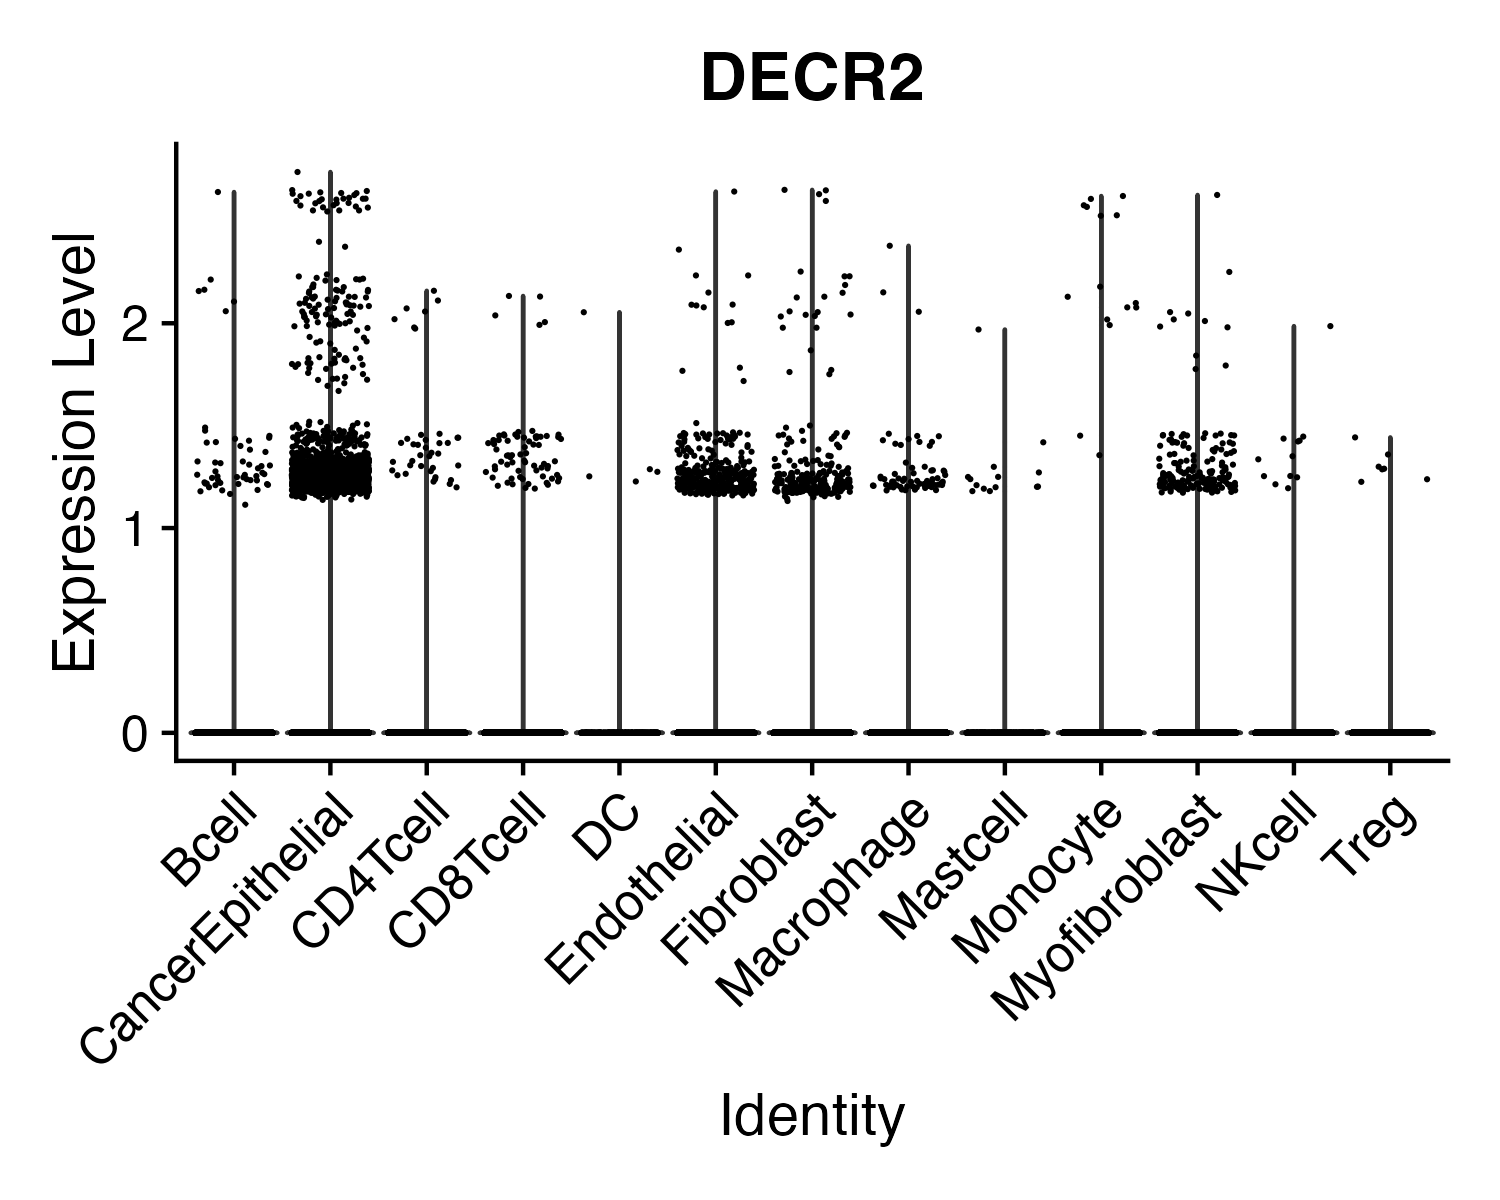 DECR2
Expression Level
2
1
0
Bcell
CancerEpithelial
CD4Tcell
CD8Tcell
DC
Endothelial
Fibroblast
Macrophage
Mastcell
Monocyte
Myofibroblast
NKcell
Treg
Identity